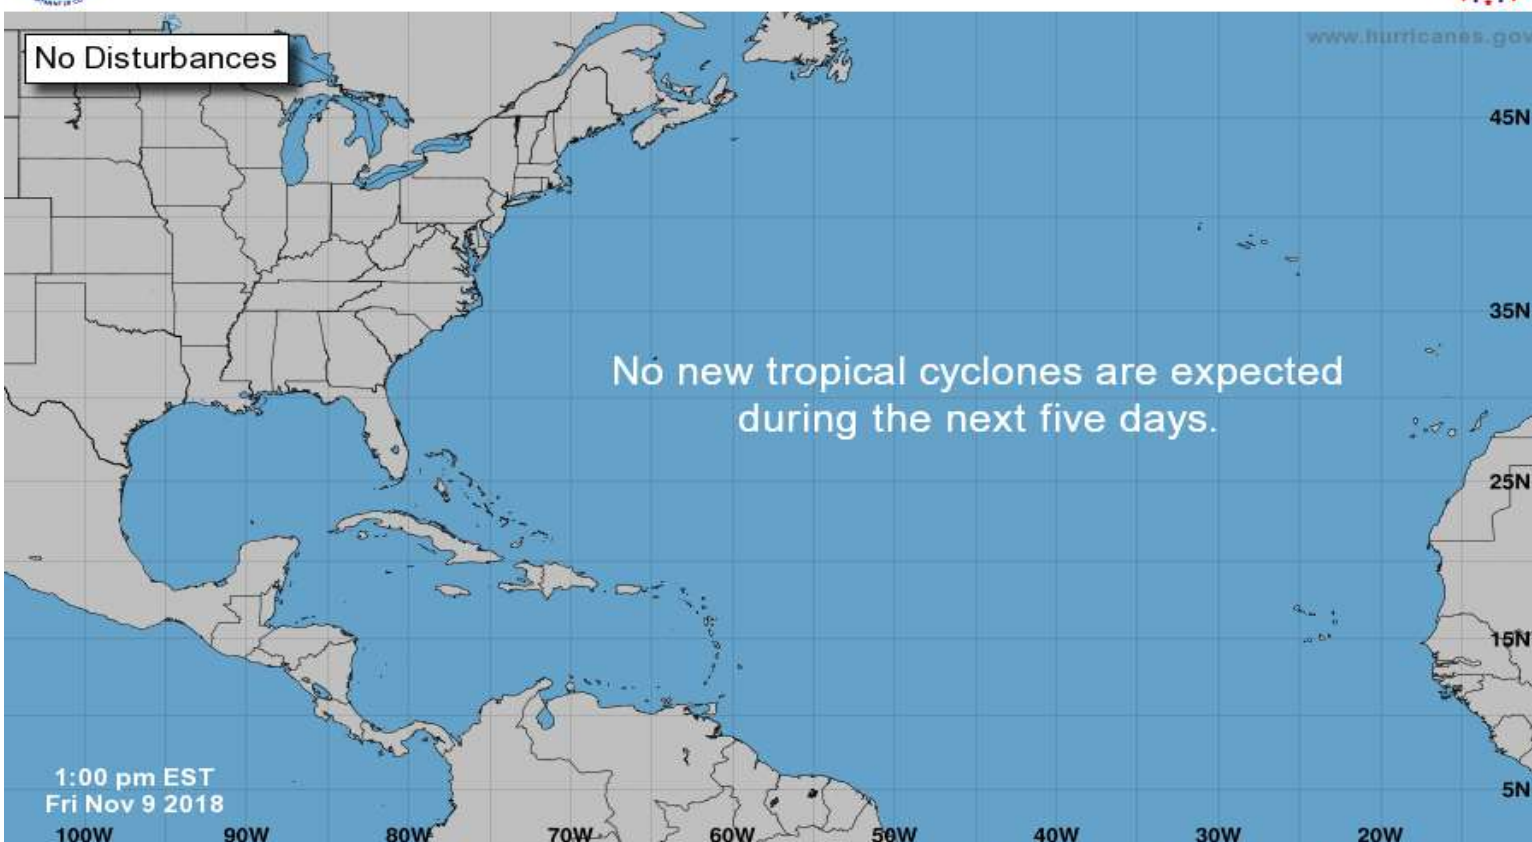 No Disturbances
www.hurricanes.gov
45N
35N
No new tropical cyclones are expected
during the next five days.
25N
15N
1:00 pm EST
Fri Nov 9 2018
5N
100W 90W 80W 70W 60W 50W 40W 30W 20W